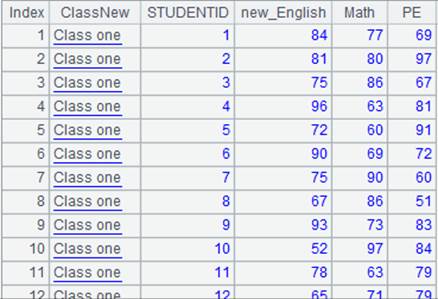 Index ClassNew STUDENTID new_English Math PE
1 Class one 1 84 77 69
2 Class one 2 81 80 97
3 Class one 3 75 86 67
4 Class one 4 96 63 81
5 Class one 5 72 60 91
6 Class one 6 90 69 72
7 Class one 7 75 90 60
8 Class one 8 67 86 51
9 Class one 9 93 73 83
10 Class one 10 52 97 84
11 Class one 11 78 63 79
12 Class one 12 65 71 79